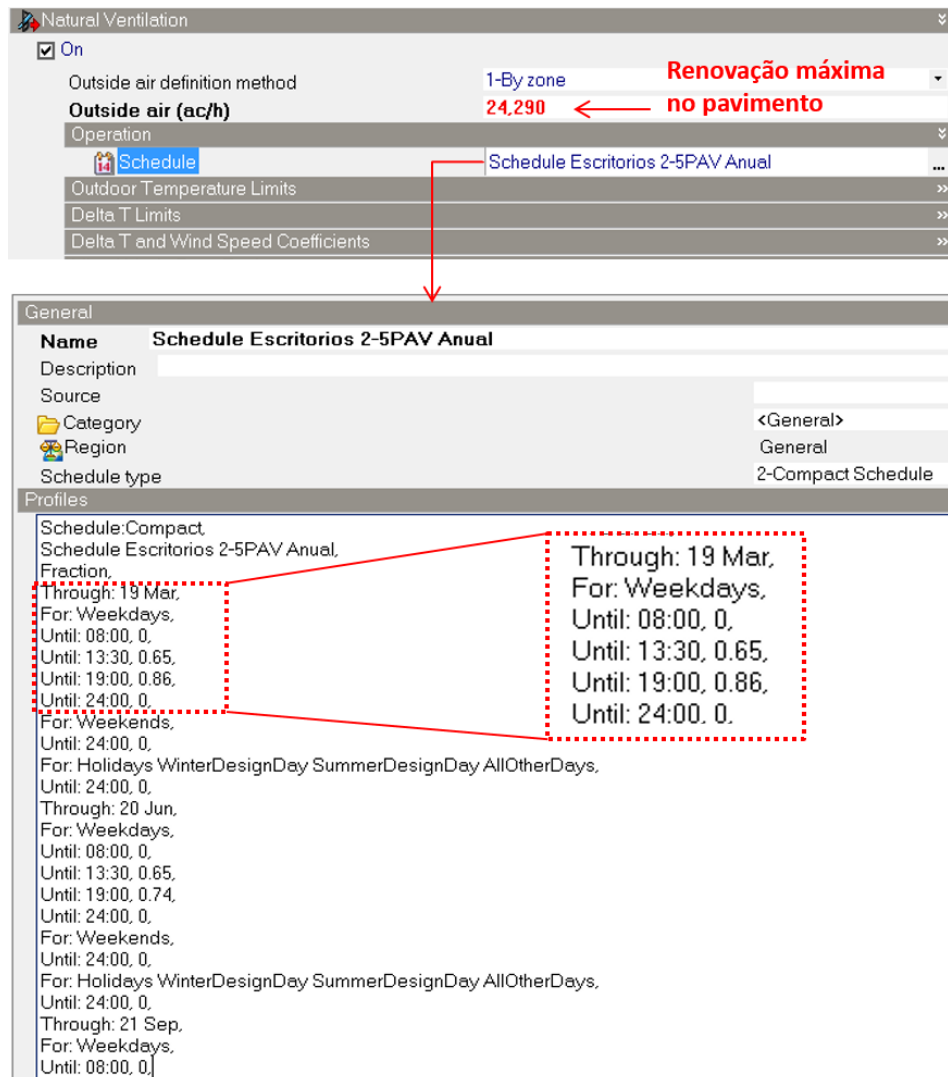 Natural Ventilation
On
Outside air definition method 1-By zone
Renovação máxima
no pavimento
Outside air (ac/h) 24,290
Operation
Schedule Schedule Escritorios 2-5PAV Anual ...
Outdoor Temperature Limits
Delta T Limits
Delta T and Wind Speed Coefficients
General
Name Schedule Escritorios 2-5PAV Anual
Description
Source
Category <General>
Region General
Schedule type 2-Compact Schedule
Profiles
Schedule:Compact,
Schedule Escritorios 2-5PAV Anual,
Fraction,
Through: 19 Mar,
For: Weekdays,
Until: 08:00, 0,
Until: 13:30, 0.65,
Until: 19:00, 0.86,
Until: 24:00, 0,
Through: 19 Mar,
For: Weekdays,
Until: 08:00, 0,
Until: 13:30, 0.65,
Until: 19:00, 0.86,
Until: 24:00, 0,
For: Weekends,
Until: 24:00, 0,
For: Holidays WinterDesignDay SummerDesignDay AllOtherDays,
Until: 24:00, 0,
Through: 20 Jun,
For: Weekdays,
Until: 08:00, 0,
Until: 13:30, 0.65,
Until: 19:00, 0.74,
Until: 24:00, 0,
For: Weekends,
Until: 24:00, 0,
For: Holidays WinterDesignDay SummerDesignDay AllOtherDays,
Until: 24:00, 0,
Through: 21 Sep,
For: Weekdays,
Until: 08:00, 0,